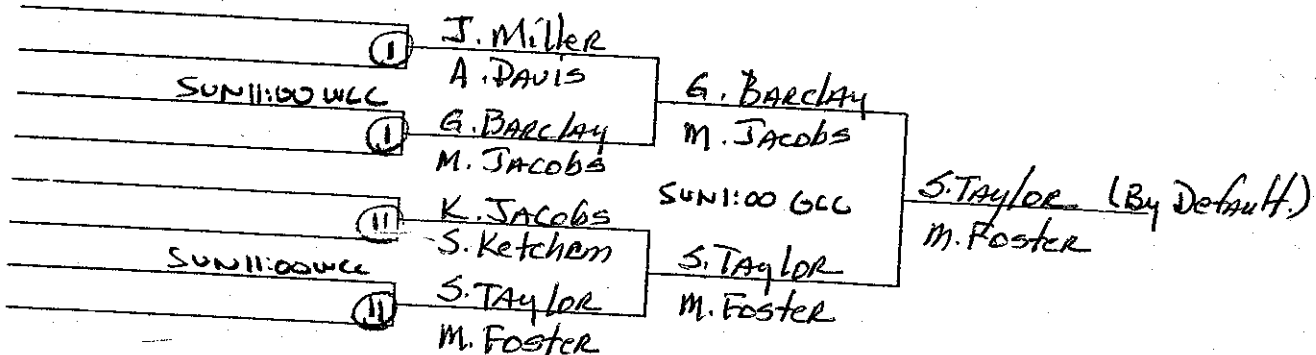 J. Miller
A. DAVIS
SUN 11:00 WCC
G. BARCLAY
M. JACOBS
G. BARCLAY
M. JACOBS
K. JACOBS
S. Ketchem
SUN 1:00 GCC
SUN 11:00 WCC
S. TAYLOR
M. FOSTER
S. TAYLOR
M. FOSTER
S. TAYLOR (By Default.)
M. FOSTER